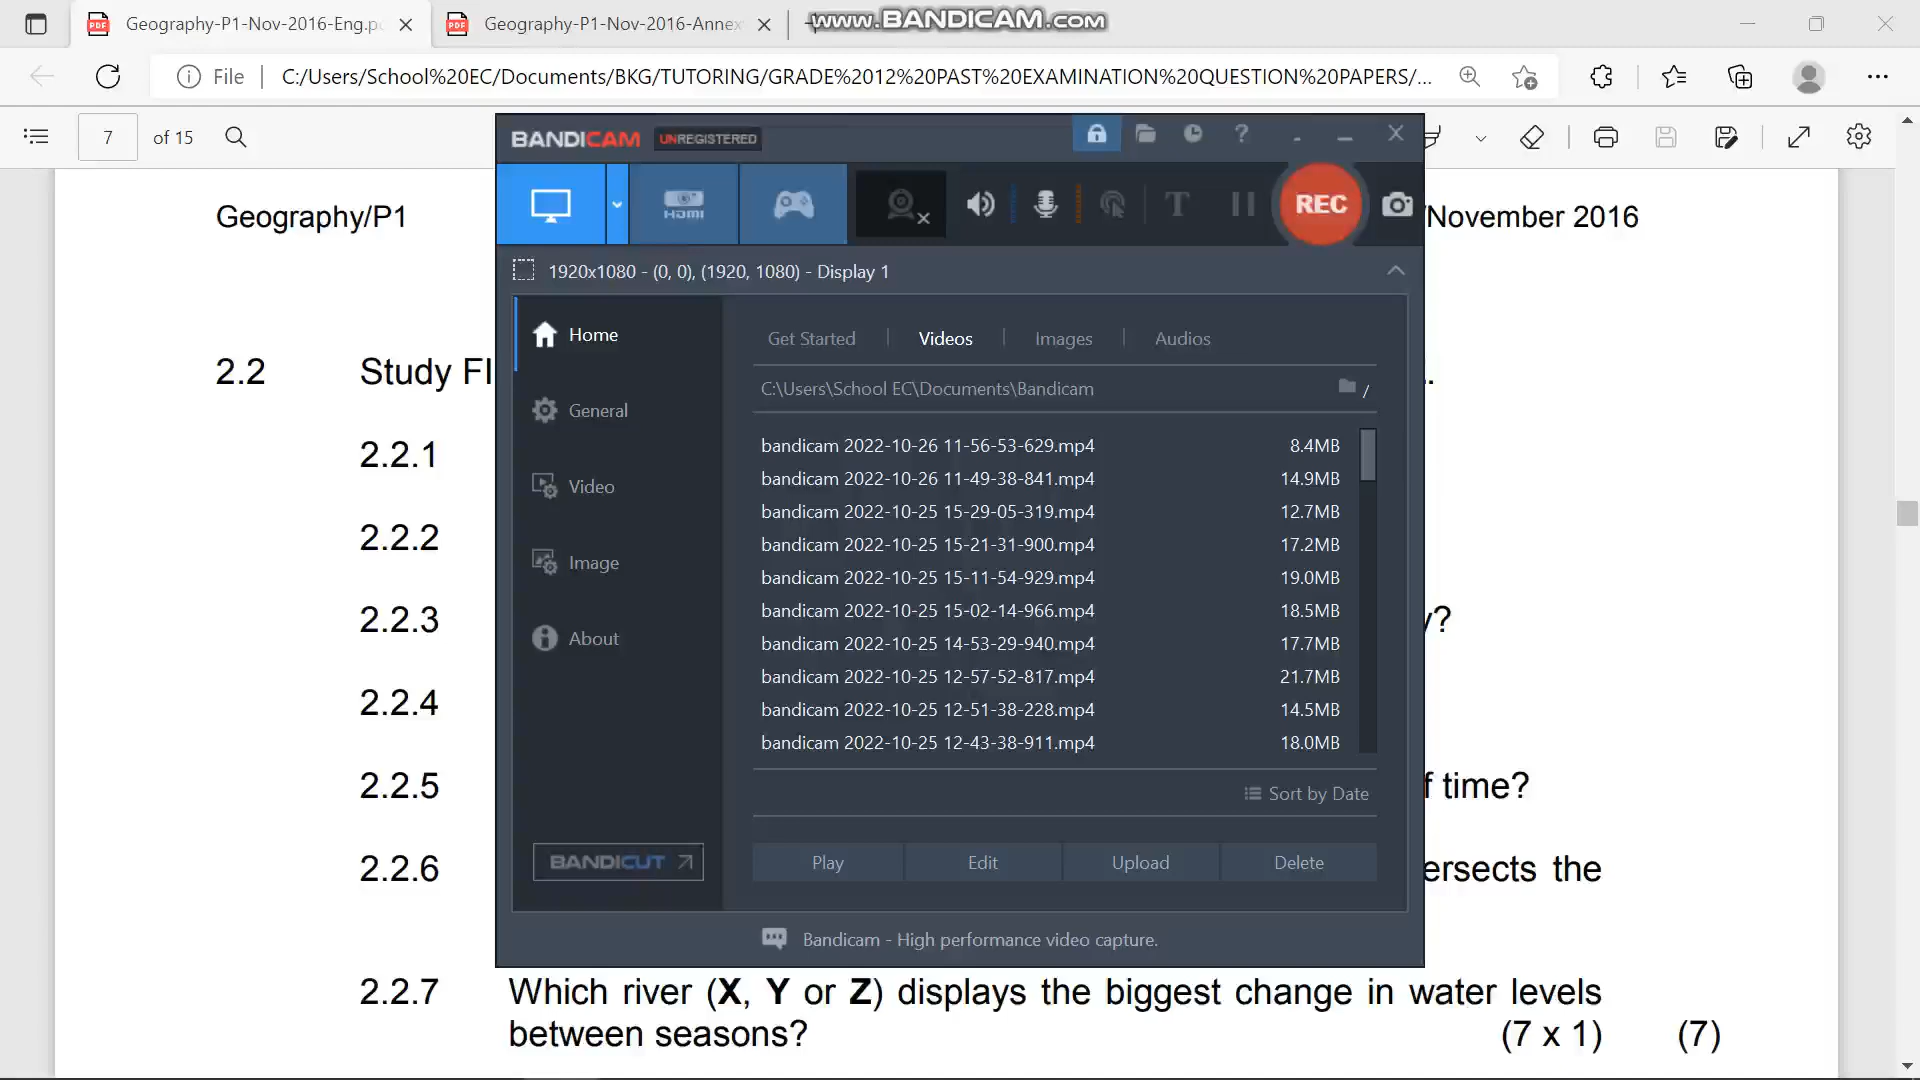 Geography-P1-Nov-2016-Eng.pd
Geography-P1-Nov-2016-Annex
www.BANDICAM.com
File
C:/Users/School%20EC/Documents/BKG/TUTORING/GRADE%2012%20PAST%20EXAMINATION%20QUESTION%20PAPERS/...
7 of 15
BANDICAM UNREGISTERED
HDMI
REC
1920x1080 - (0, 0), (1920, 1080) - Display 1
Geography/P1
/November 2016
Home
General
Video
Image
About
BANDICUT
Get Started
Videos
Images
Audios
C:\Users\School EC\Documents\Bandicam
bandicam 2022-10-26 11-56-53-629.mp4 8.4MB
bandicam 2022-10-26 11-49-38-841.mp4 14.9MB
bandicam 2022-10-25 15-29-05-319.mp4 12.7MB
bandicam 2022-10-25 15-21-31-900.mp4 17.2MB
bandicam 2022-10-25 15-11-54-929.mp4 19.0MB
bandicam 2022-10-25 15-02-14-966.mp4 18.5MB
bandicam 2022-10-25 14-53-29-940.mp4 17.7MB
bandicam 2022-10-25 12-57-52-817.mp4 21.7MB
bandicam 2022-10-25 12-51-38-228.mp4 14.5MB
bandicam 2022-10-25 12-43-38-911.mp4 18.0MB
Sort by Date
Play
Edit
Upload
Delete
Bandicam - High performance video capture.
2.2 Study FI
2.2.1
2.2.2
2.2.3
y?
2.2.4
2.2.5
f time?
2.2.6
ersects the
2.2.7 Which river (X, Y or Z) displays the biggest change in water levels
between seasons? (7 x 1) (7)